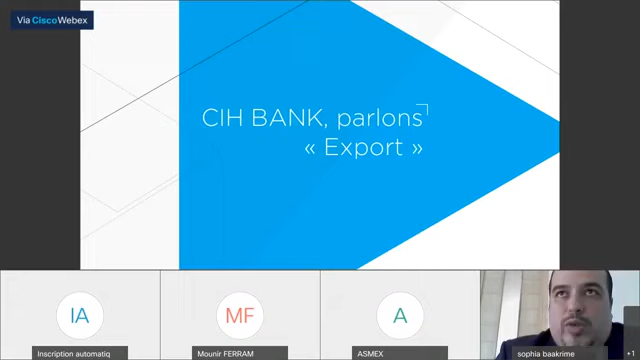 Via CiscoWebex
CIH BANK, parlons
« Export »
IA
MF
A
Inscription automatiq
Mounir FERRAM
ASMEX
sophia baakrime
+1